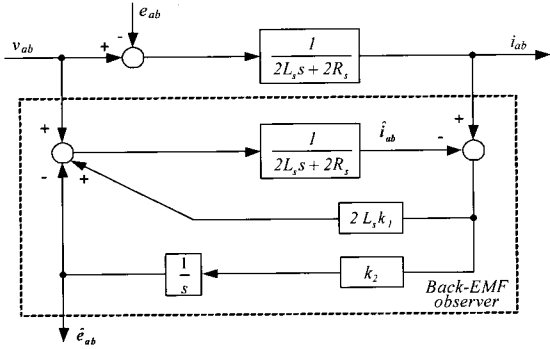 e_ab
v_ab
+
-
1
2L_s s + 2R_s
i_ab
+
1
2L_s s + 2R_s
î_ab
-
+
-
+
2 L_s k_1
1
s
k_2
Back-EMF
observer
ê_ab